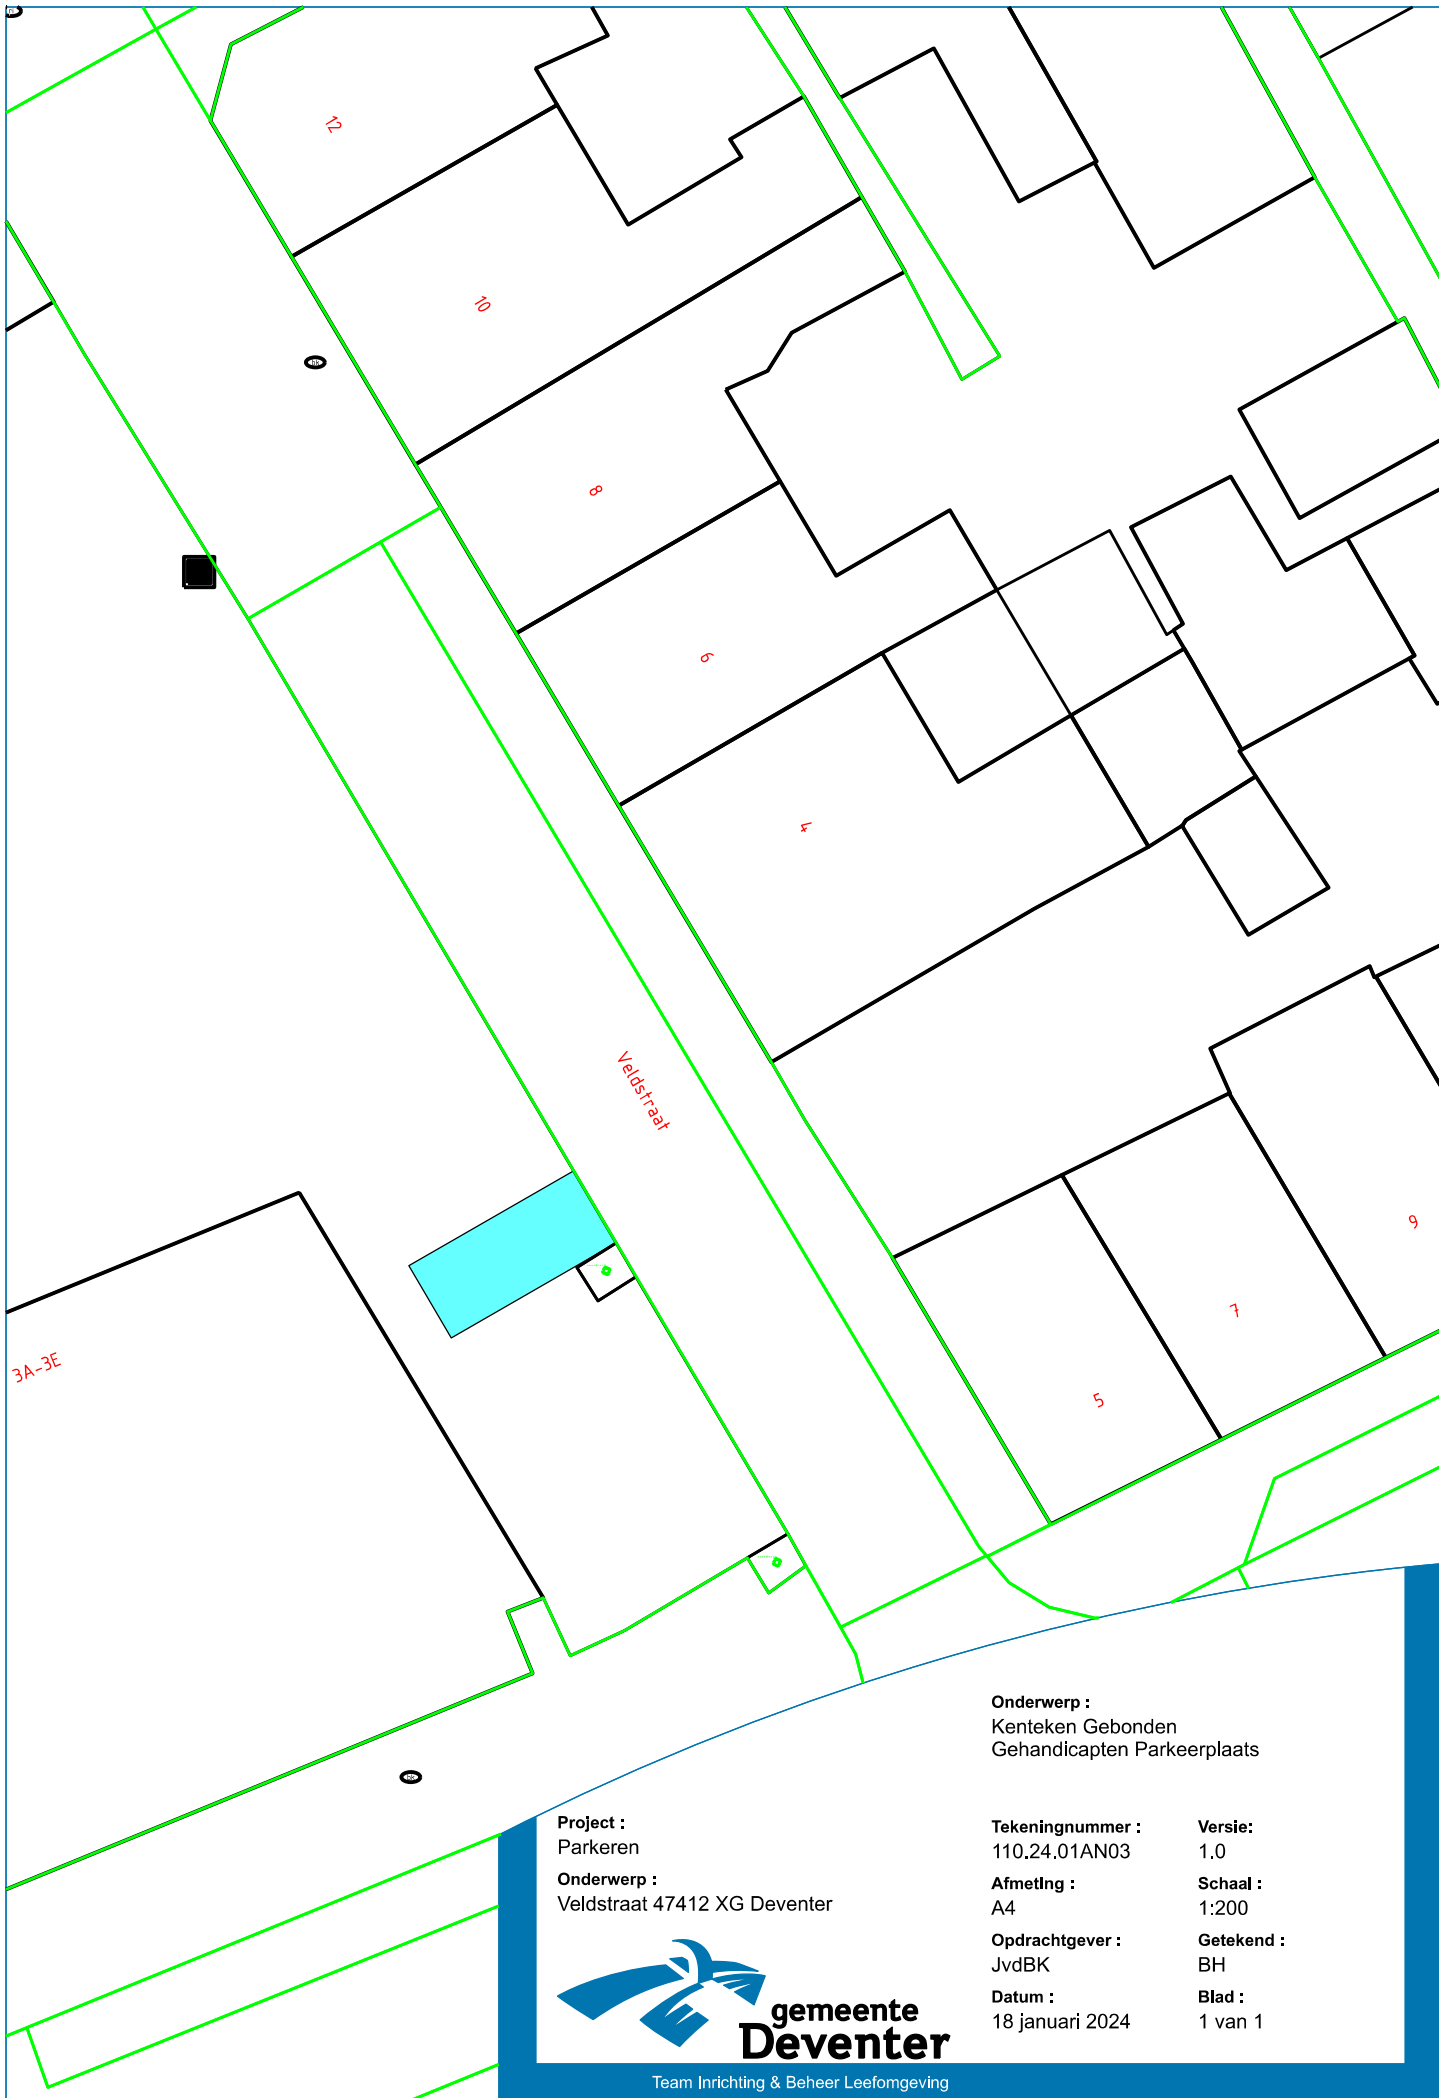 12
10
8
6
4
Veldstraat
9
7
5
3A-3E
Onderwerp :
Kenteken Gebonden
Gehandicapten Parkeerplaats
Project :
Parkeren
Onderwerp :
Veldstraat 47412 XG Deventer
Tekeningnummer :
110.24.01AN03
Versie:
1.0
Afmeting :
A4
Schaal :
1:200
Opdrachtgever :
JvdBK
Getekend :
BH
Datum :
18 januari 2024
Blad :
1 van 1
gemeente
Deventer
Team Inrichting & Beheer Leefomgeving